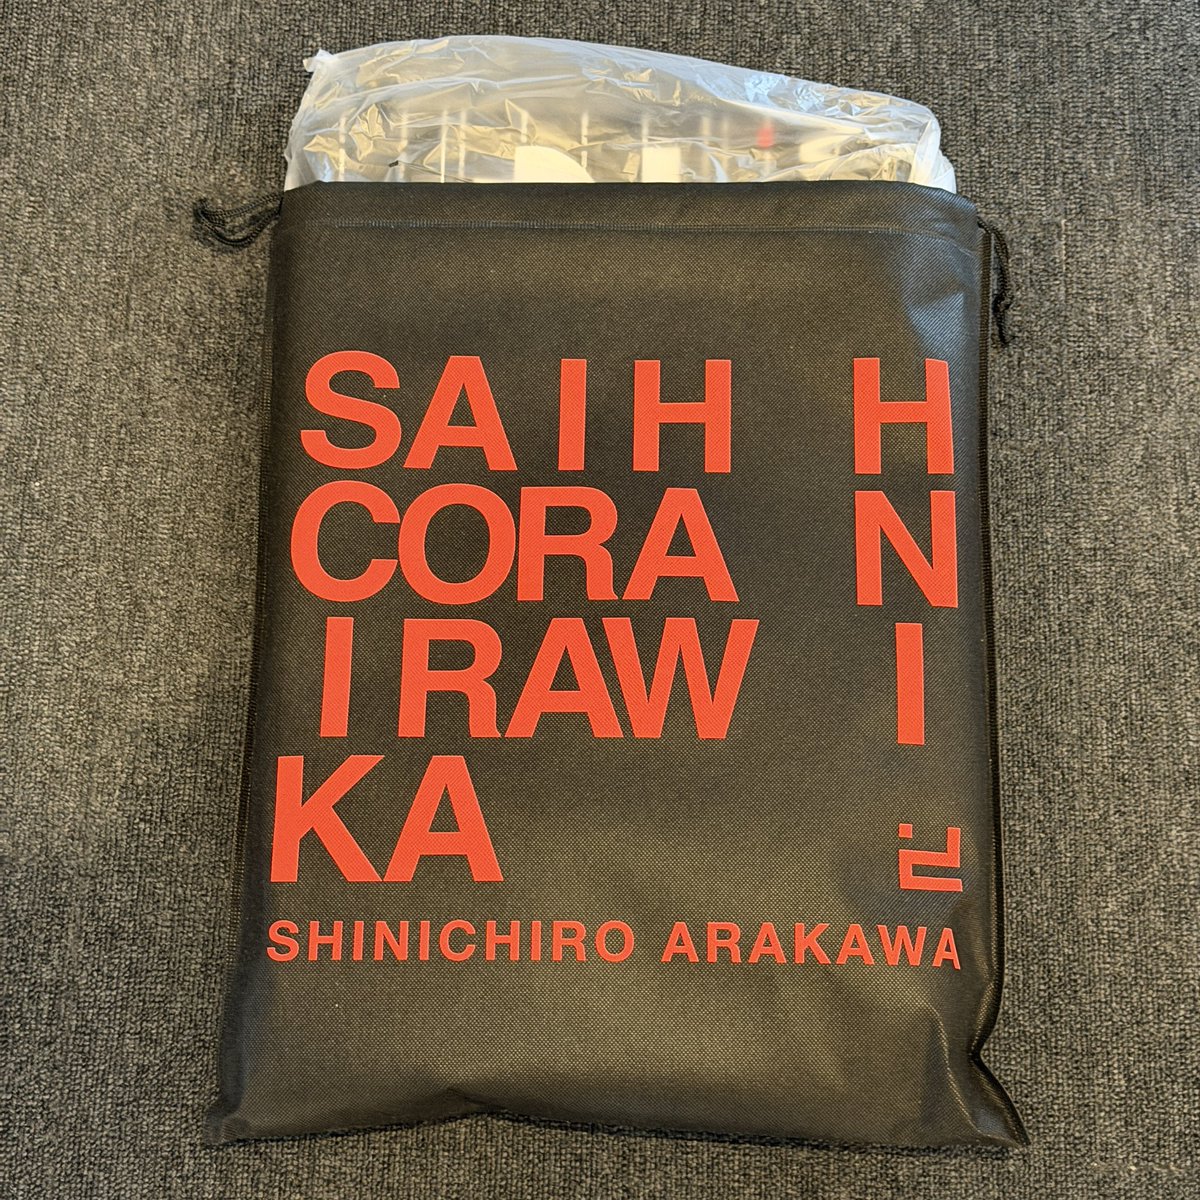 SAIH H
CORA N
IRAW I
KA
SHINICHIRO ARAKAWA